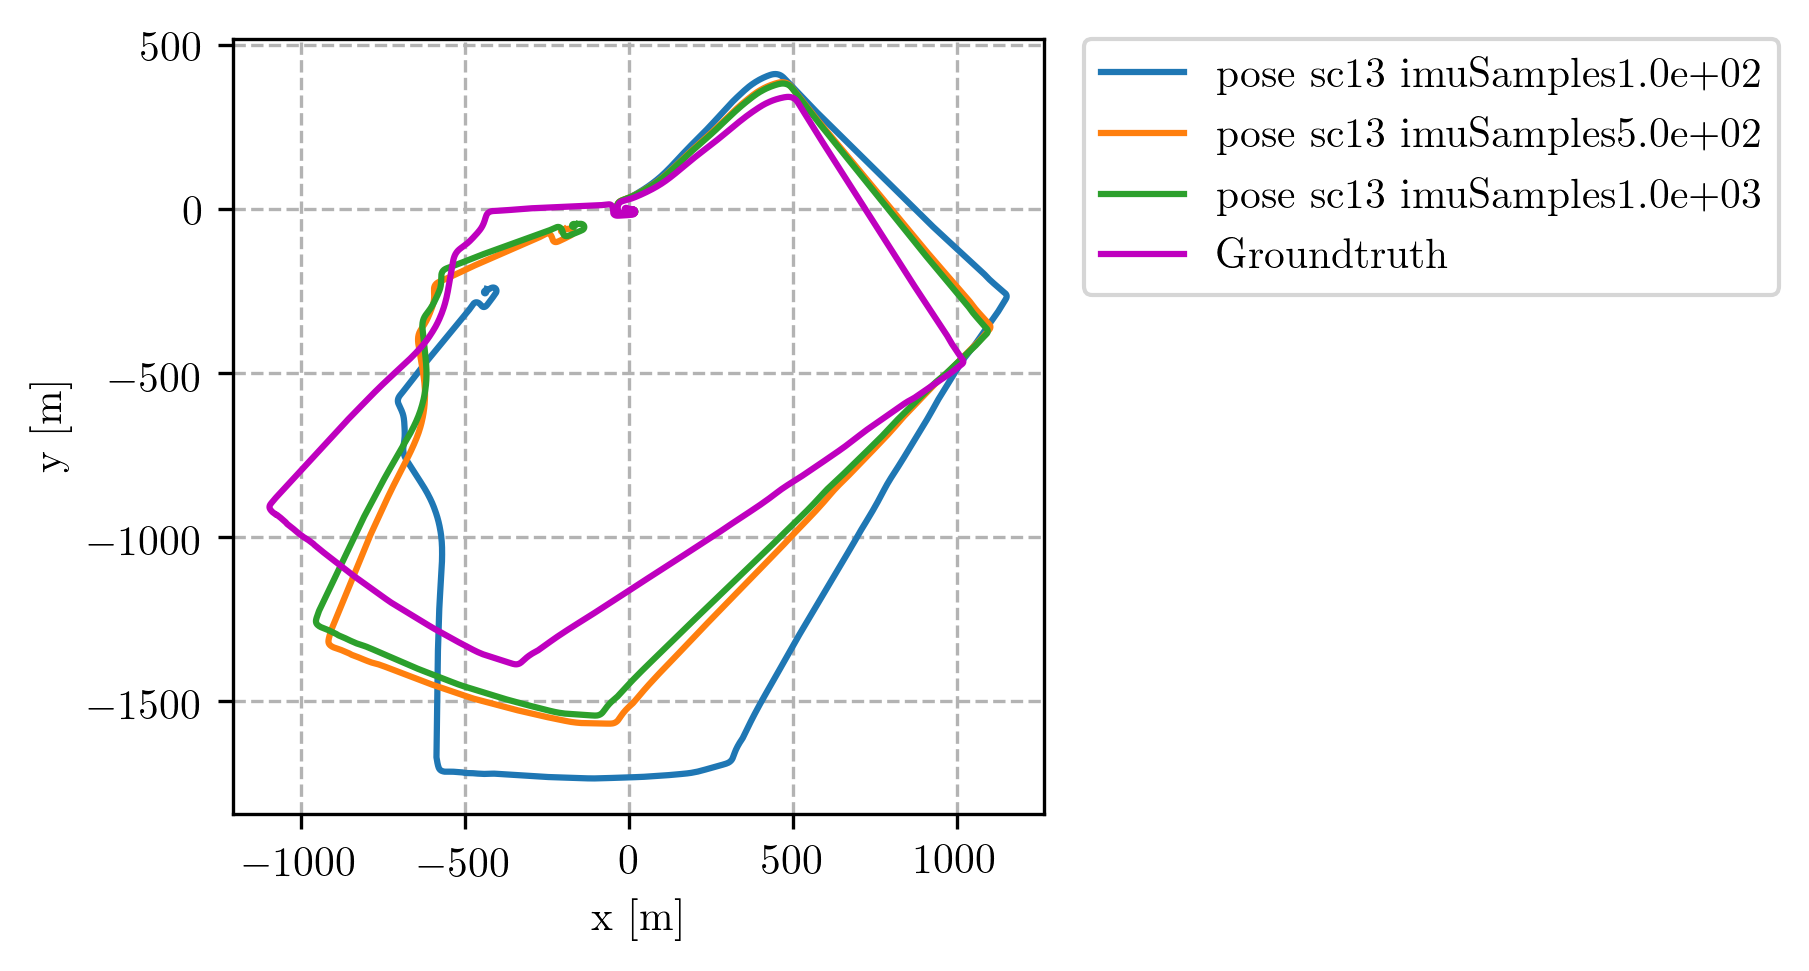 500
0
−500
−1000
−1500
y [m]
−1000
−500
0
500
1000
x [m]
pose sc13 imuSamples1.0e+02
pose sc13 imuSamples5.0e+02
pose sc13 imuSamples1.0e+03
Groundtruth